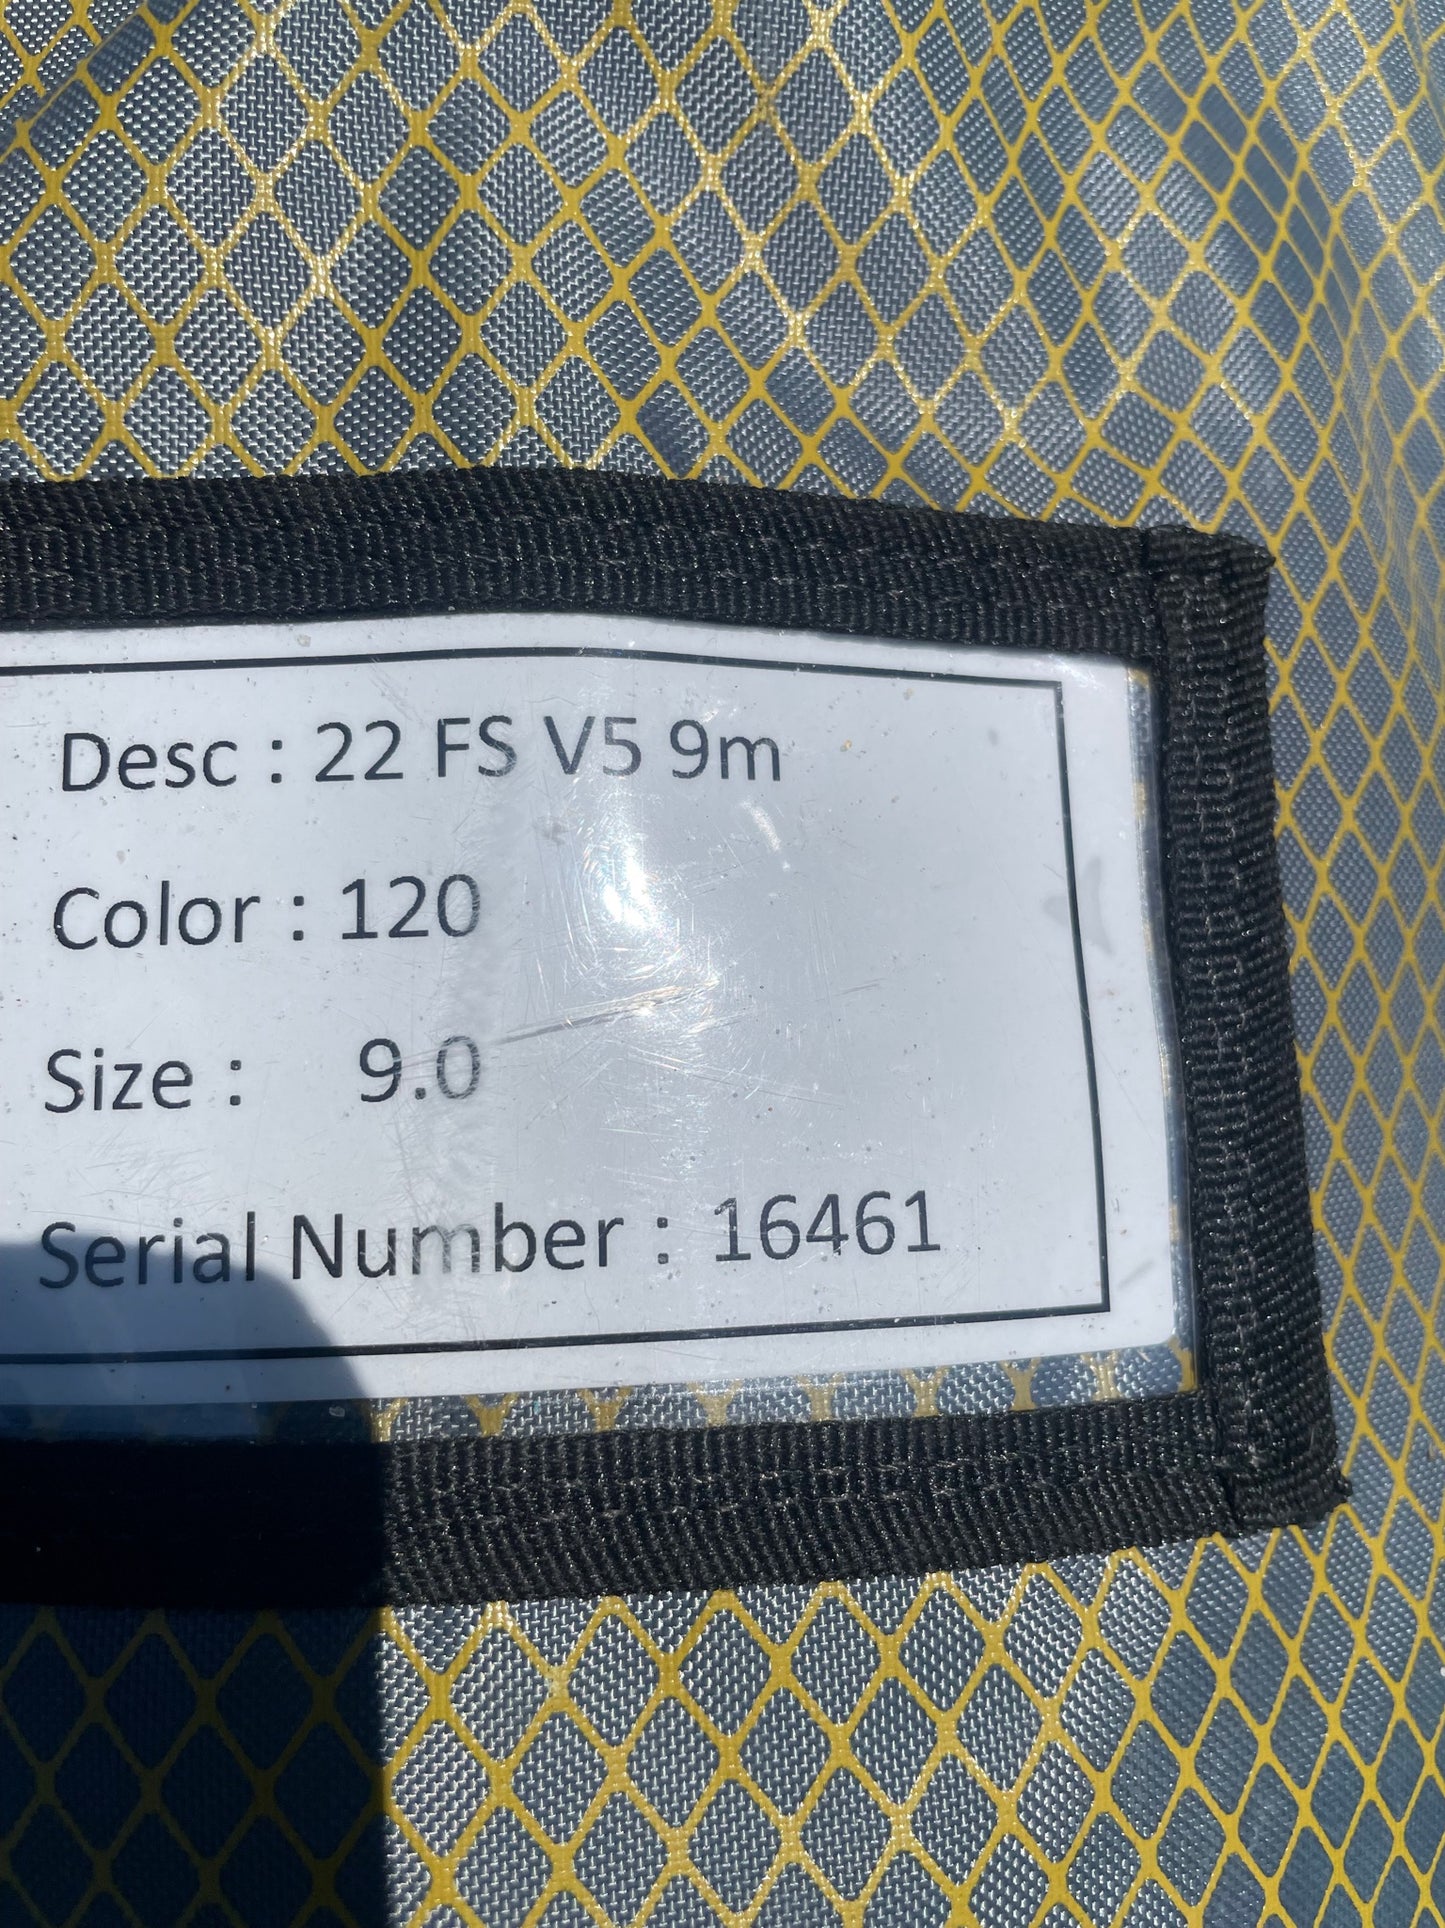 Desc : 22 FS V5 9m
Color : 120
Size : 9.0
Serial Number : 16461